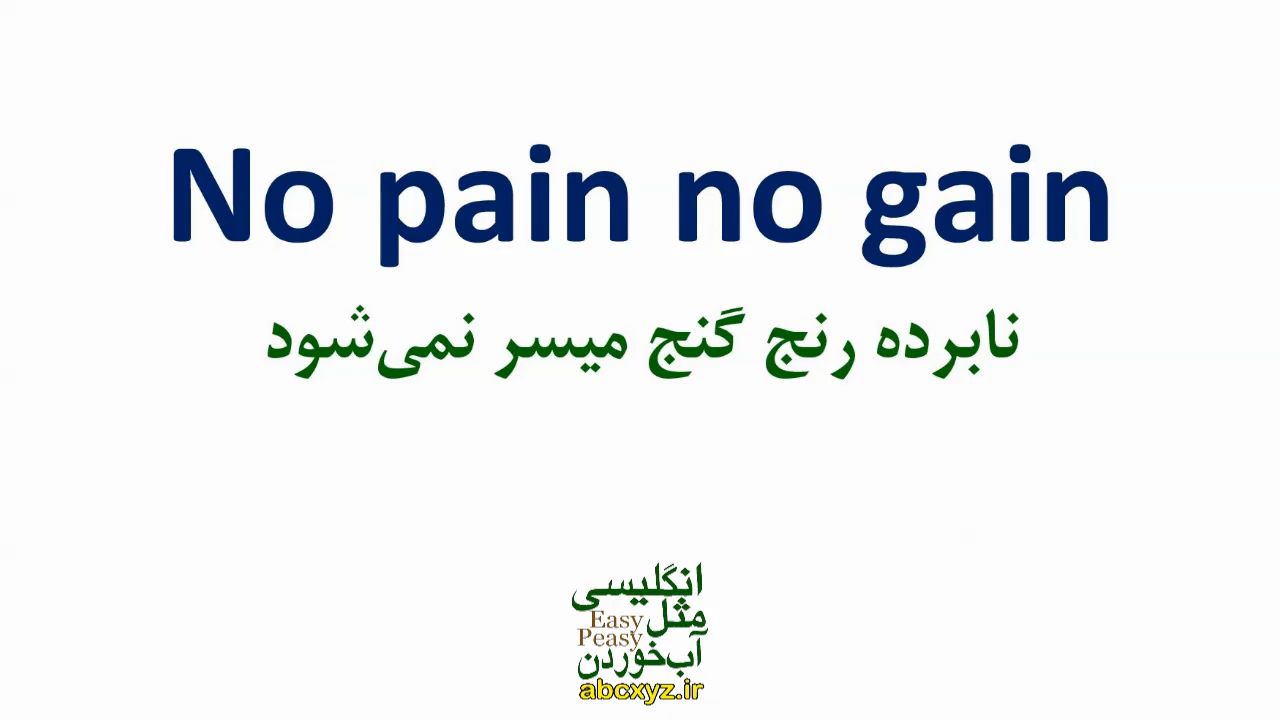 No pain no gain
نابرده رنج گنج میسر نمی‌شود
انگلیسی
مثل Easy
Peasy
آب‌خوردن
abcxyz.ir